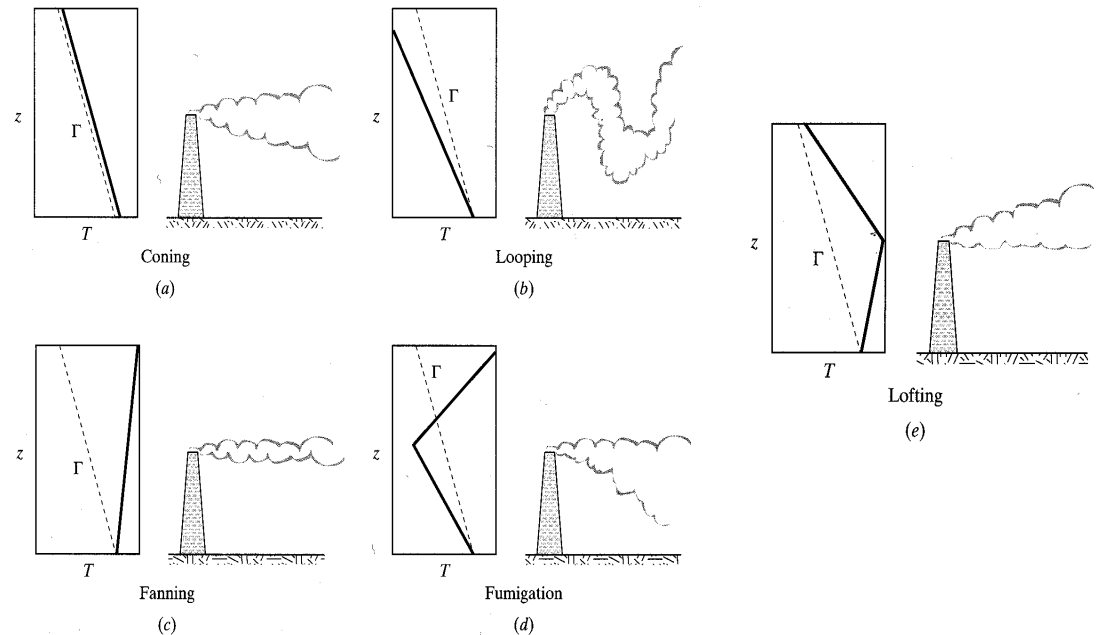 z
Γ
T
Coning
(a)
z
Γ
T
Looping
(b)
z
Γ
T
Fanning
(c)
z
Γ
T
Fumigation
(d)
z
Γ
T
Lofting
(e)